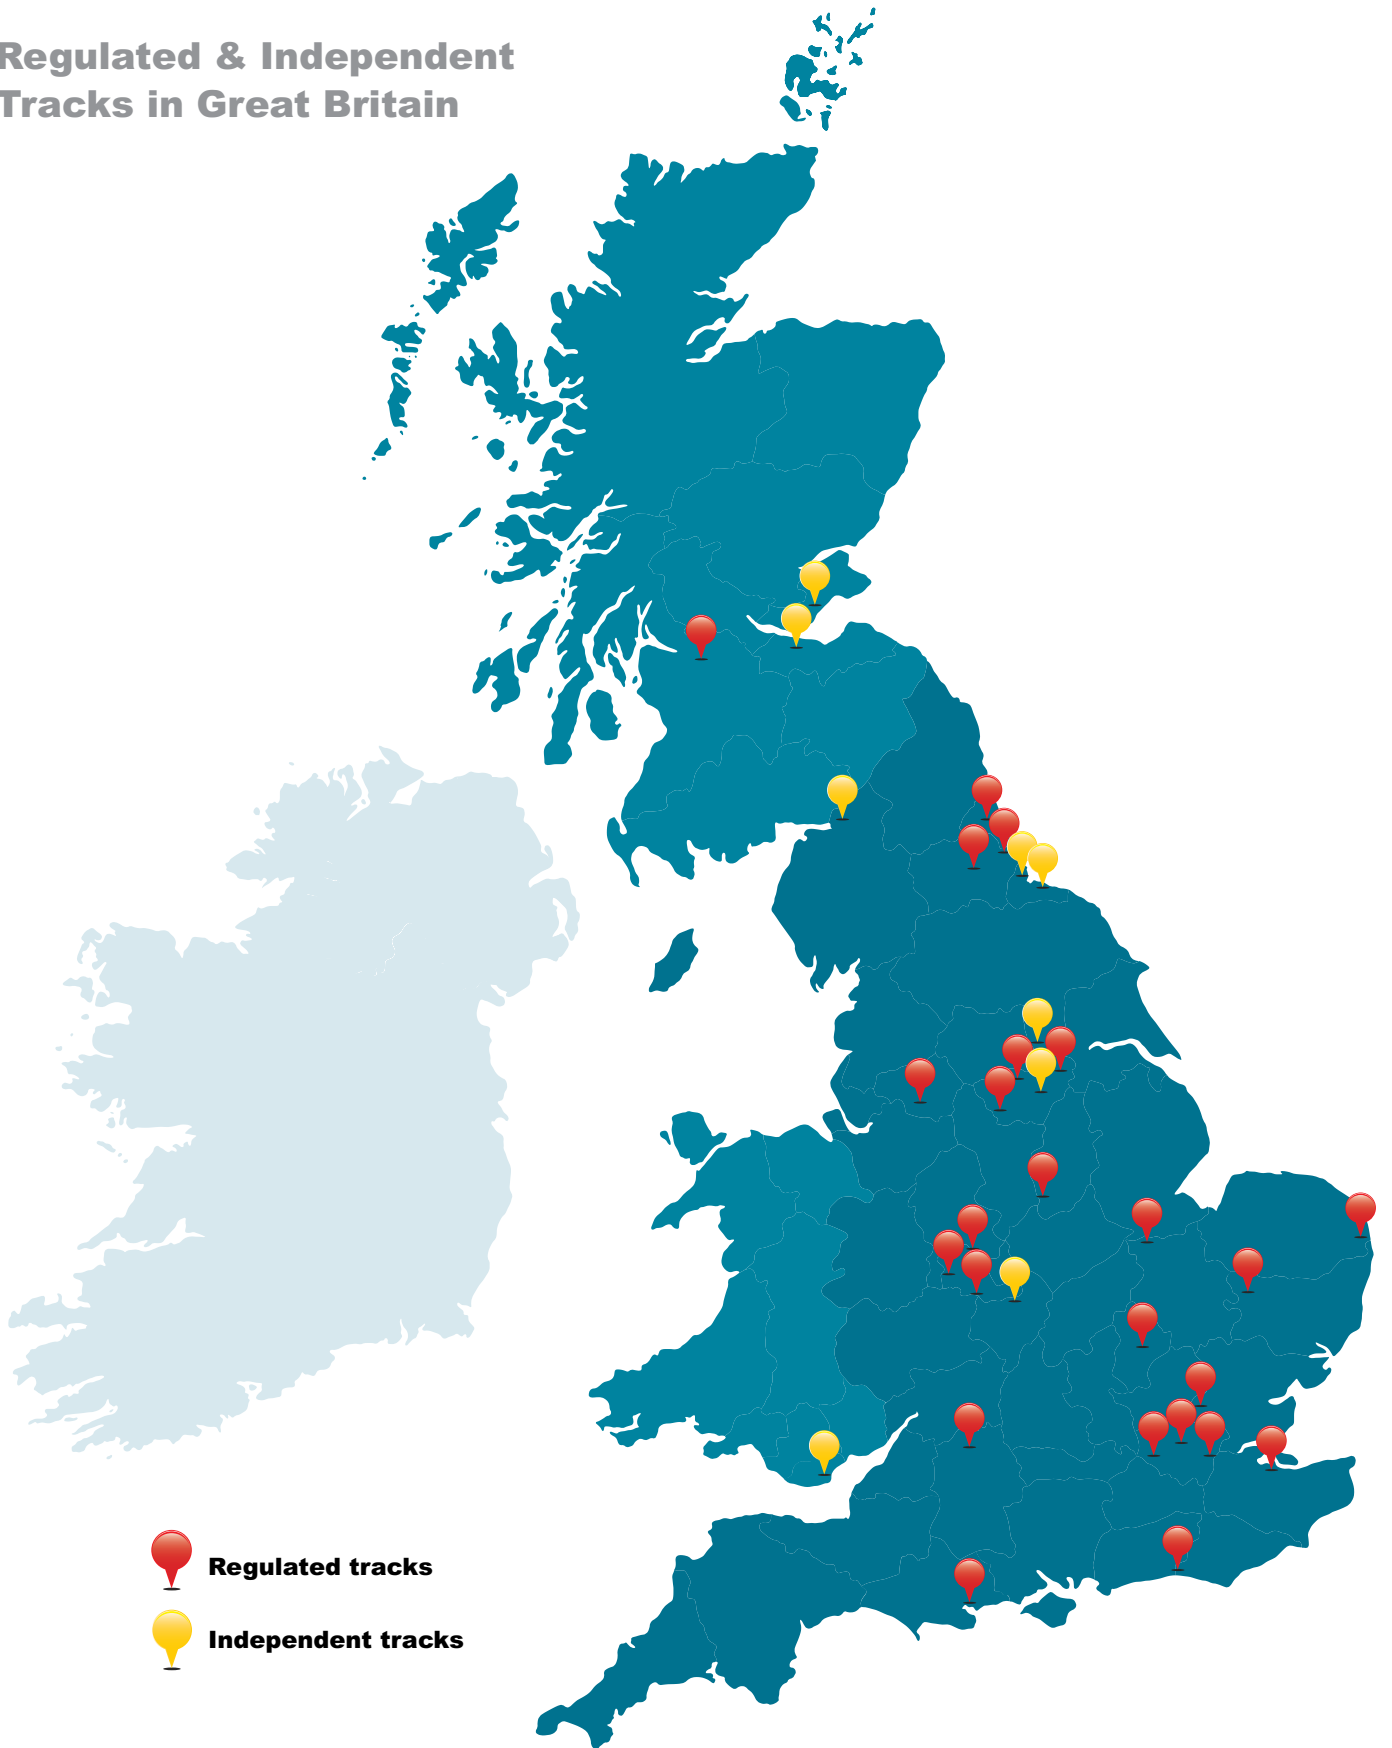 Regulated & Independent
Tracks in Great Britain
Regulated tracks
Independent tracks